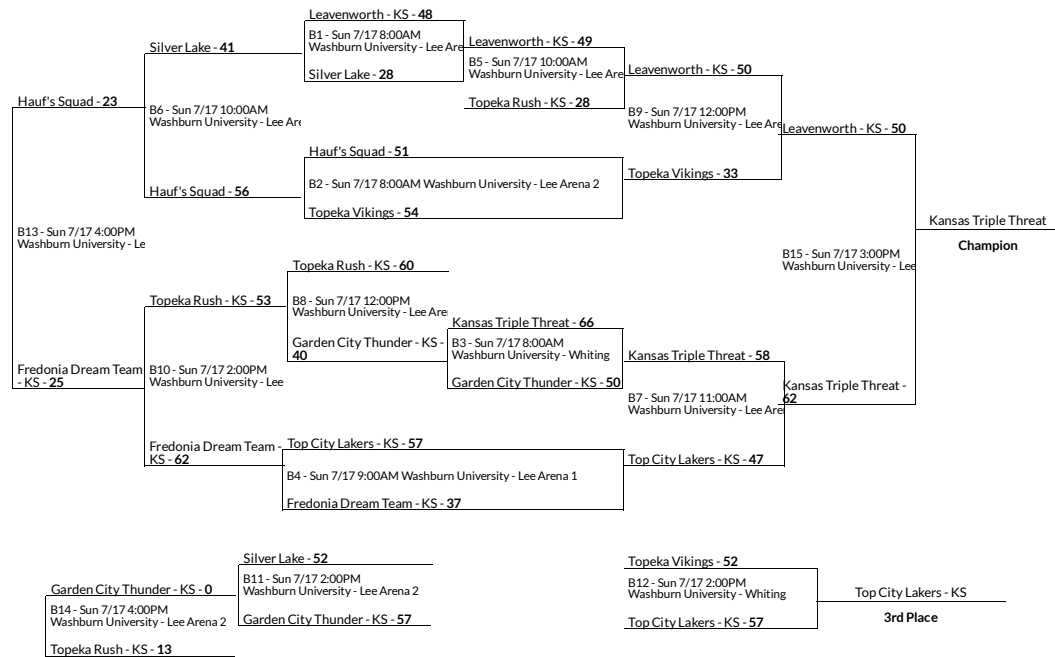 Leavenworth - KS - 48
B1 - Sun 7/17 8:00AM
Washburn University - Lee Are
Silver Lake - 28
Silver Lake - 41
Leavenworth - KS - 49
B5 - Sun 7/17 10:00AM
Washburn University - Lee Are
Topeka Rush - KS - 28
Leavenworth - KS - 50
B9 - Sun 7/17 12:00PM
Washburn University - Lee Are
Topeka Vikings - 33
Leavenworth - KS - 50
Hauf's Squad - 23
B6 - Sun 7/17 10:00AM
Washburn University - Lee Are
Hauf's Squad - 56
Hauf's Squad - 51
B2 - Sun 7/17 8:00AM Washburn University - Lee Arena 2
Topeka Vikings - 54
B13 - Sun 7/17 4:00PM
Washburn University - Le
Kansas Triple Threat
Champion
B15 - Sun 7/17 3:00PM
Washburn University - Lee
Topeka Rush - KS - 60
B8 - Sun 7/17 12:00PM
Washburn University - Lee Are
Garden City Thunder - KS -
40
Topeka Rush - KS - 53
Kansas Triple Threat - 66
B3 - Sun 7/17 8:00AM
Washburn University - Whiting
Garden City Thunder - KS - 50
Kansas Triple Threat - 58
B7 - Sun 7/17 11:00AM
Washburn University - Lee Are
Top City Lakers - KS - 47
Kansas Triple Threat -
62
Fredonia Dream Team
- KS - 25
B10 - Sun 7/17 2:00PM
Washburn University - Lee
Fredonia Dream Team -
KS - 62
Top City Lakers - KS - 57
B4 - Sun 7/17 9:00AM Washburn University - Lee Arena 1
Fredonia Dream Team - KS - 37
Silver Lake - 52
B11 - Sun 7/17 2:00PM
Washburn University - Lee Arena 2
Garden City Thunder - KS - 57
Garden City Thunder - KS - 0
B14 - Sun 7/17 4:00PM
Washburn University - Lee Arena 2
Topeka Rush - KS - 13
Topeka Vikings - 52
B12 - Sun 7/17 2:00PM
Washburn University - Whiting
Top City Lakers - KS - 57
Top City Lakers - KS
3rd Place